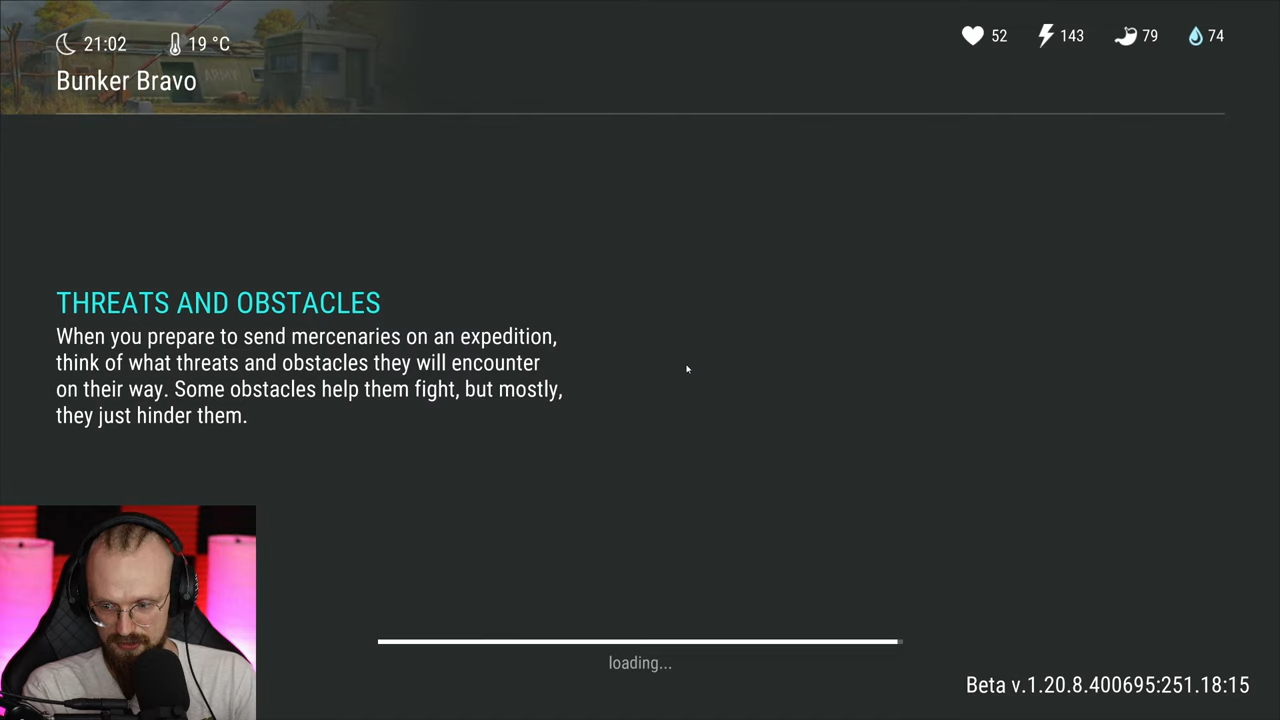 21:02 19 °C
52 143 79 74
Bunker Bravo
THREATS AND OBSTACLES
When you prepare to send mercenaries on an expedition,
think of what threats and obstacles they will encounter
on their way. Some obstacles help them fight, but mostly,
they just hinder them.
loading...
Beta v.1.20.8.400695:251.18:15